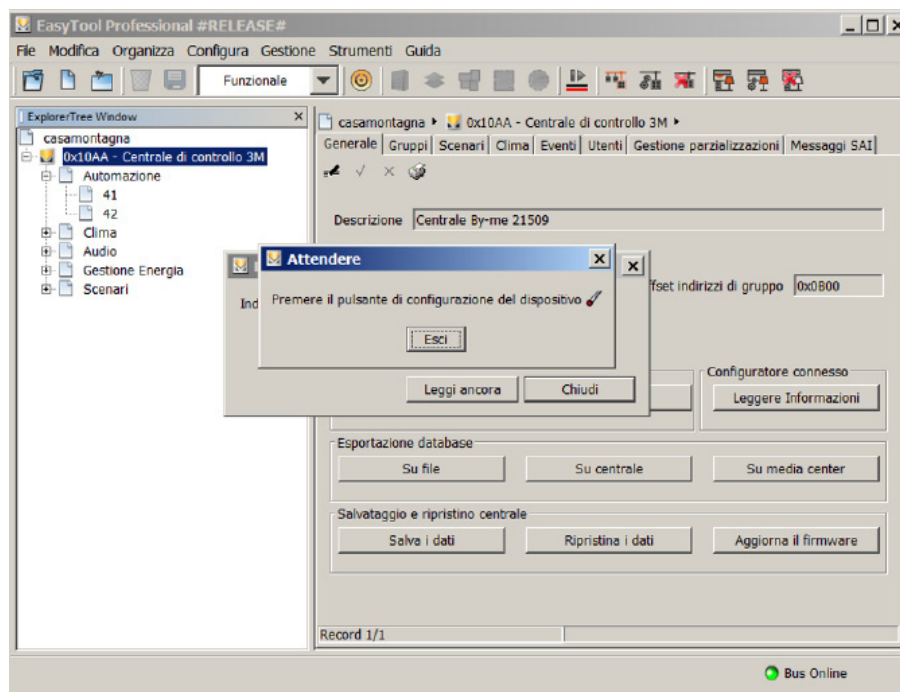 EasyTool Professional #RELEASE#
File Modifica Organizza Configura Gestione Strumenti Guida
Funzionale
ExplorerTree Window
casamontagna
0x10AA - Centrale di controllo 3M
Automazione
41
42
Clima
Audio
Gestione Energia
Scenari
casamontagna 0x10AA - Centrale di controllo 3M
Generale Gruppi Scenari Clima Eventi Utenti Gestione parzializzazioni Messaggi SAI
Descrizione Centrale By-me 21509
Attendere
Ind
Premere il pulsante di configurazione del dispositivo
Esci
Leggi ancora Chiudi
ffset indirizzi di gruppo 0x0B00
Configuratore connesso
Leggere Informazioni
Esportazione database
Su file Su centrale Su media center
Salvataggio e ripristino centrale
Salva i dati Ripristina i dati Aggiorna il firmware
Record 1/1
Bus Online